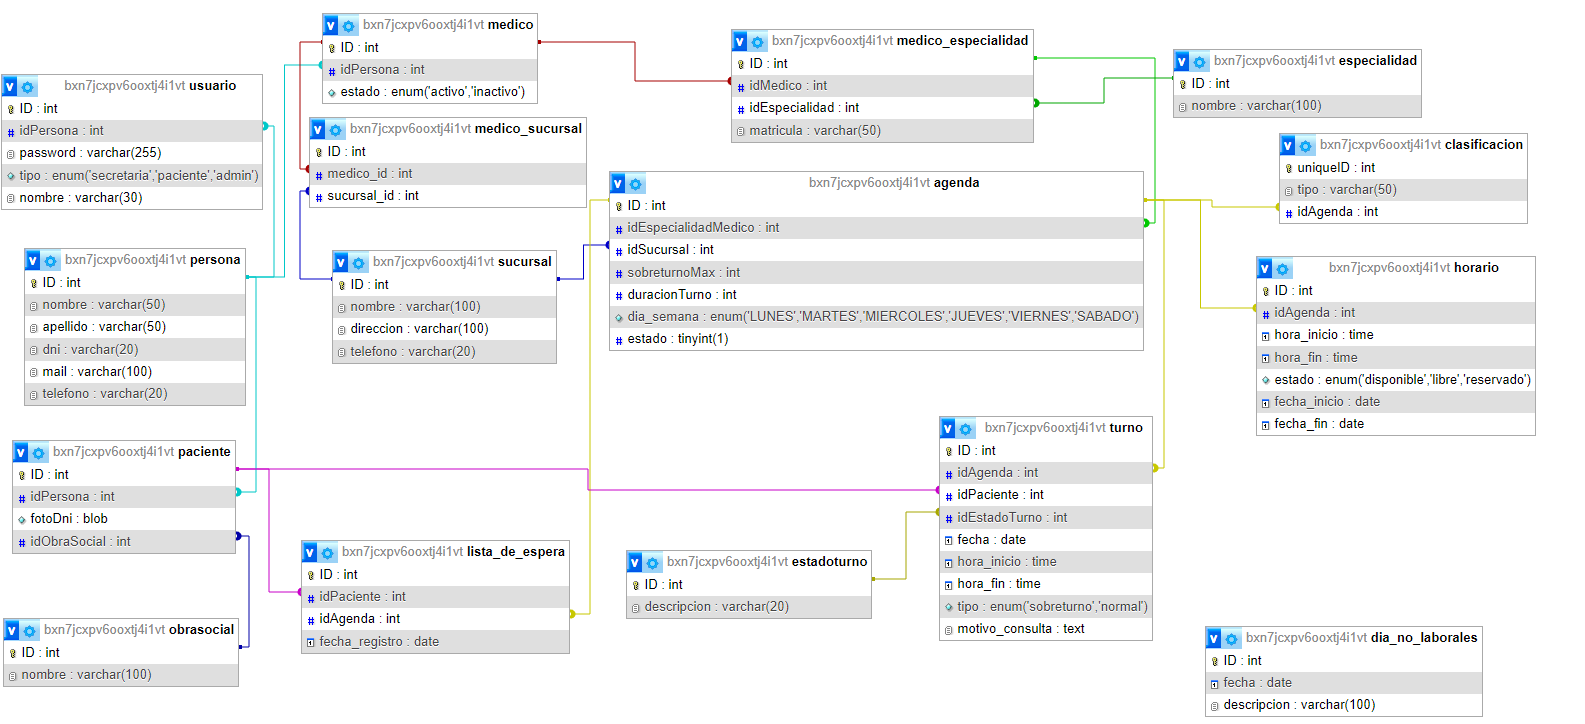 bxn7jcxpv6ooxtj4i1vt usuario
ID : int
idPersona : int
password : varchar(255)
tipo : enum('secretaria','paciente','admin')
nombre : varchar(30)
bxn7jcxpv6ooxtj4i1vt persona
ID : int
nombre : varchar(50)
apellido : varchar(50)
dni : varchar(20)
mail : varchar(100)
telefono : varchar(20)
bxn7jcxpv6ooxtj4i1vt paciente
ID : int
idPersona : int
fotoDni : blob
idObraSocial : int
bxn7jcxpv6ooxtj4i1vt obrasocial
ID : int
nombre : varchar(100)
bxn7jcxpv6ooxtj4i1vt medico
ID : int
idPersona : int
estado : enum('activo','inactivo')
bxn7jcxpv6ooxtj4i1vt medico_sucursal
ID : int
medico_id : int
sucursal_id : int
bxn7jcxpv6ooxtj4i1vt sucursal
ID : int
nombre : varchar(100)
direccion : varchar(100)
telefono : varchar(20)
bxn7jcxpv6ooxtj4i1vt lista_de_espera
ID : int
idPaciente : int
idAgenda : int
fecha_registro : date
bxn7jcxpv6ooxtj4i1vt medico_especialidad
ID : int
idMedico : int
idEspecialidad : int
matricula : varchar(50)
bxn7jcxpv6ooxtj4i1vt agenda
ID : int
idEspecialidadMedico : int
idSucursal : int
sobreturnoMax : int
duracionTurno : int
dia_semana : enum('LUNES','MARTES','MIERCOLES','JUEVES','VIERNES','SABADO')
estado : tinyint(1)
bxn7jcxpv6ooxtj4i1vt estadoturno
ID : int
descripcion : varchar(20)
bxn7jcxpv6ooxtj4i1vt turno
ID : int
idAgenda : int
idPaciente : int
idEstadoTurno : int
fecha : date
hora_inicio : time
hora_fin : time
tipo : enum('sobreturno','normal')
motivo_consulta : text
bxn7jcxpv6ooxtj4i1vt especialidad
ID : int
nombre : varchar(100)
bxn7jcxpv6ooxtj4i1vt clasificacion
uniqueID : int
tipo : varchar(50)
idAgenda : int
bxn7jcxpv6ooxtj4i1vt horario
ID : int
idAgenda : int
hora_inicio : time
hora_fin : time
estado : enum('disponible','libre','reservado')
fecha_inicio : date
fecha_fin : date
bxn7jcxpv6ooxtj4i1vt dia_no_laborales
ID : int
fecha : date
descripcion : varchar(100)